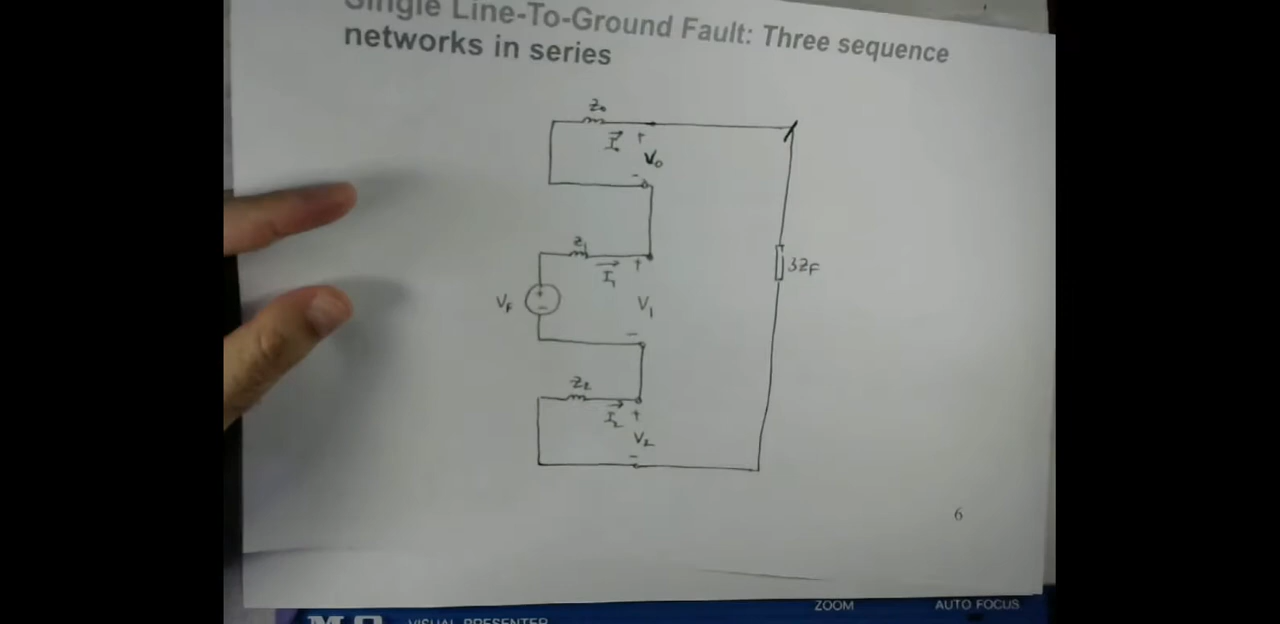 Single Line-To-Ground Fault: Three sequence
networks in series
Z₀
I₀
+
V₀
-
Z₁
I₁
+
3ZF
VF
+
-
V₁
-
Z₂
I₂
+
V₂
-
6
ZOOM
AUTO FOCUS
VISUAL PRESENTER